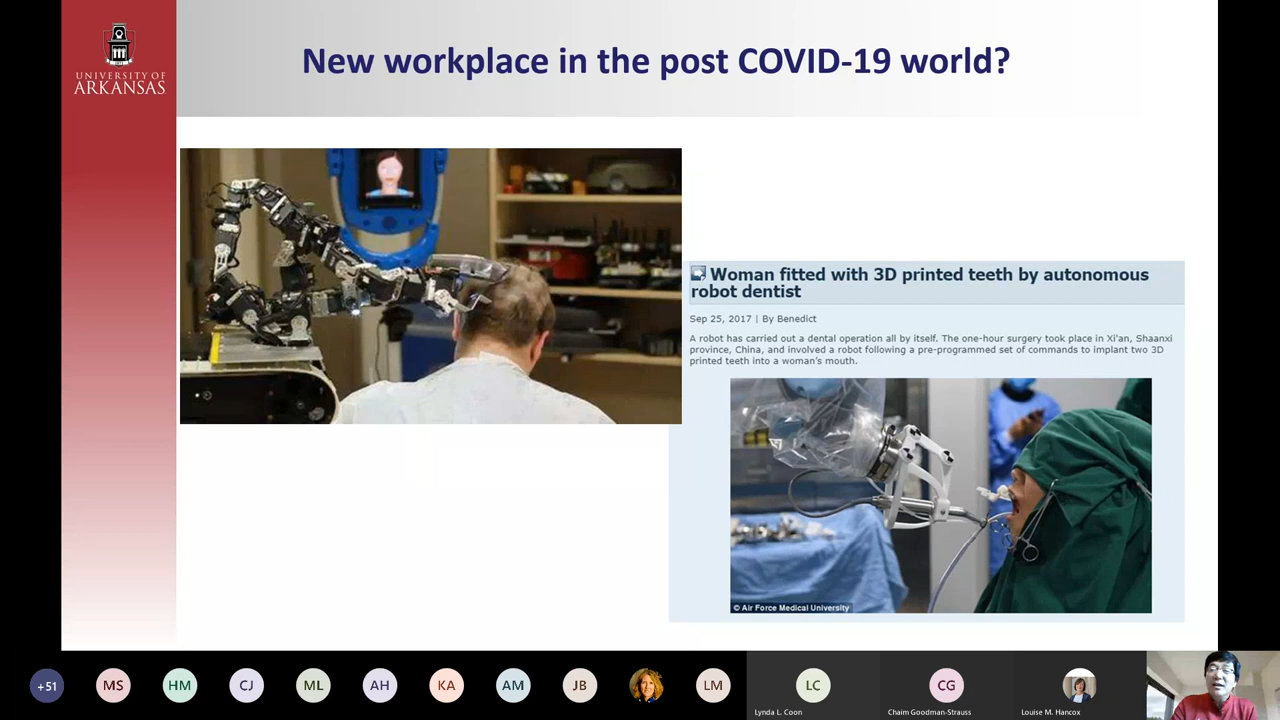 UNIVERSITY OF
ARKANSAS
New workplace in the post COVID-19 world?
Woman fitted with 3D printed teeth by autonomous
robot dentist
Sep 25, 2017 | By Benedict
A robot has carried out a dental operation all by itself. The one-hour surgery took place in Xi'an, Shaanxi
province, China, and involved a robot following a pre-programmed set of commands to implant two 3D
printed teeth into a woman's mouth.
© Air Force Medical University
+51
MS
HM
CJ
ML
AH
KA
AM
JB
LM
LC
CG
Lynda L. Coon
Chaim Goodman-Strauss
Louise M. Hancox